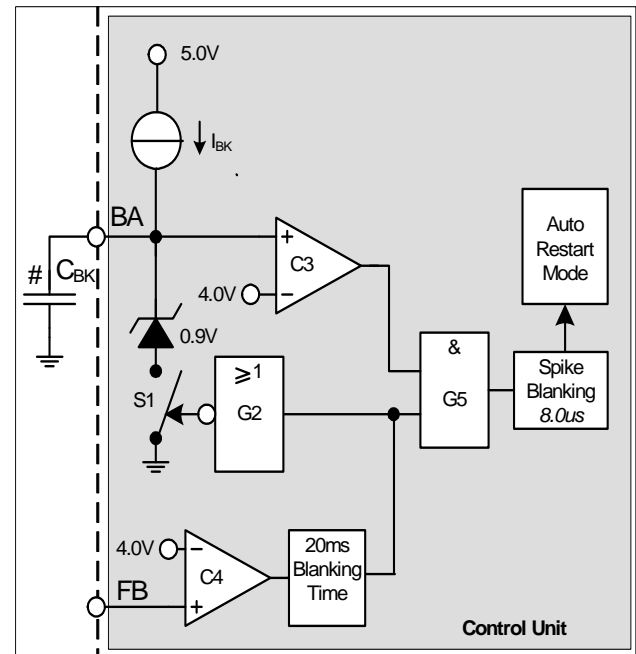 5.0V
I_BK
BA
# C_BK
C3
4.0V
0.9V
S1
≥1
G2
&
G5
Auto
Restart
Mode
Spike
Blanking
8.0us
4.0V
C4
20ms
Blanking
Time
FB
Control Unit